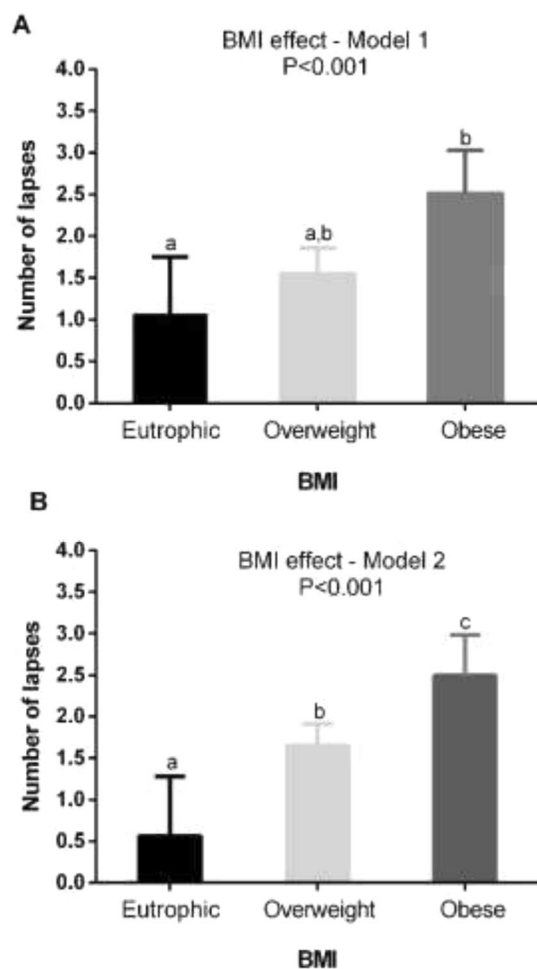 A
BMI effect - Model 1
P<0.001
Number of lapses
4.0
3.5
3.0
2.5
2.0
1.5
1.0
0.5
0.0
a
a,b
b
Eutrophic Overweight Obese
BMI
B
BMI effect - Model 2
P<0.001
Number of lapses
4.0
3.5
3.0
2.5
2.0
1.5
1.0
0.5
0.0
a
b
c
Eutrophic Overweight Obese
BMI